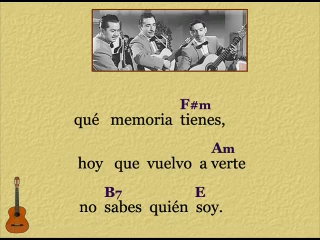 F#m
qué memoria tienes,
Am
hoy que vuelvo a verte
B7 E
no sabes quién soy.